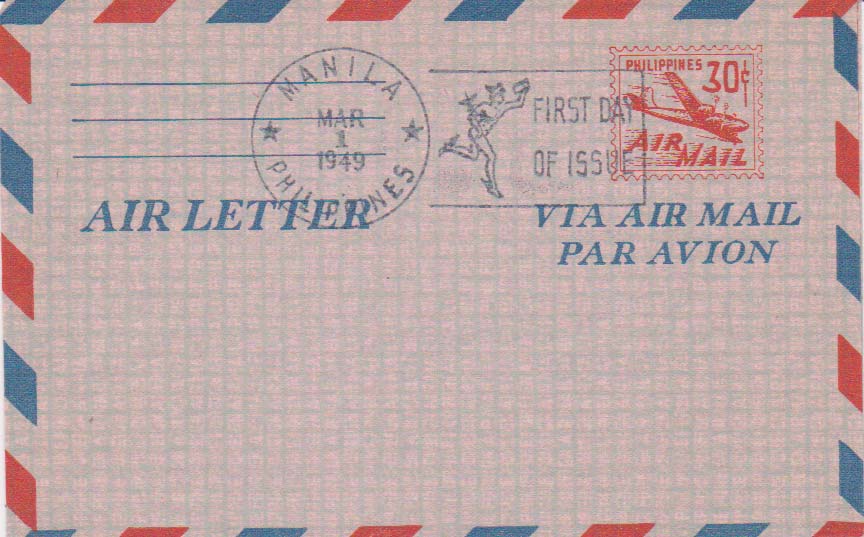 MANILA
MAR
1
1949
PHILIPPINES
FIRST DAY
OF ISSUE
PHILIPPINES 30¢
AIR MAIL
AIR LETTER
VIA AIR MAIL
PAR AVION